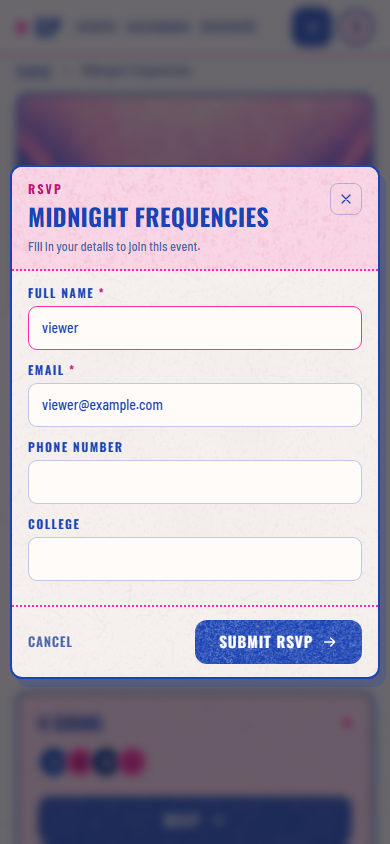 RSVP
MIDNIGHT FREQUENCIES
Fill in your details to join this event.
FULL NAME *
viewer
EMAIL *
viewer@example.com
PHONE NUMBER
COLLEGE
CANCEL
SUBMIT RSVP →